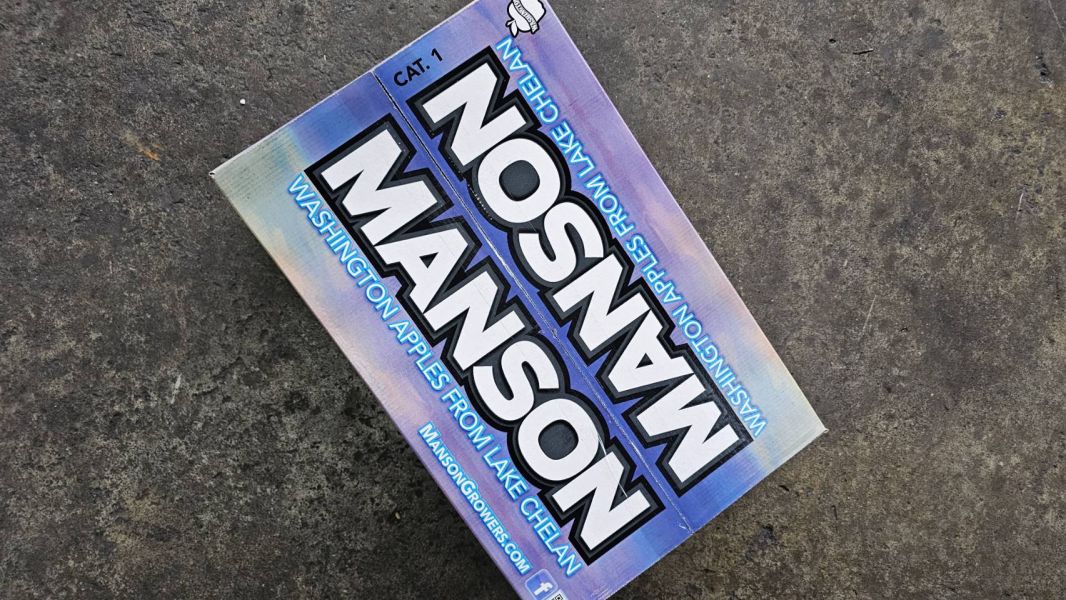 CAT. 1
MANSON
WASHINGTON APPLES FROM LAKE CHELAN
MANSON
WASHINGTON APPLES FROM LAKE CHELAN
MANSONGROWERS.COM
f